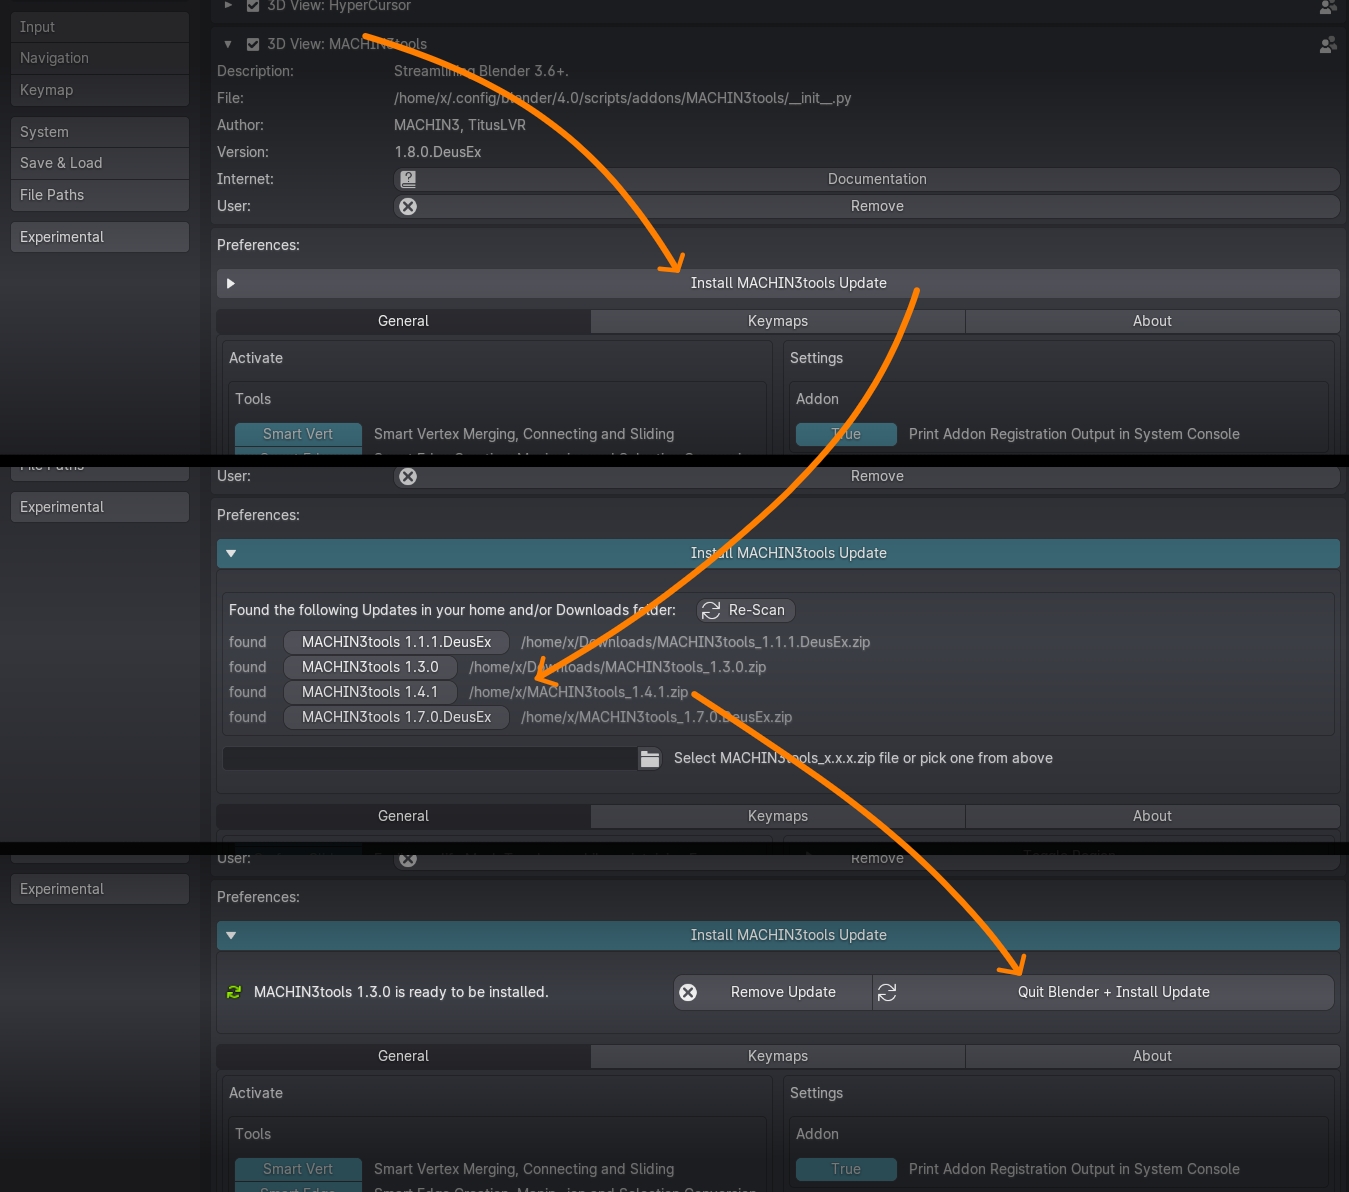 3D View: HyperCursor
Input
3D View: MACHIN3tools
Navigation
Description: Streamlining Blender 3.6+.
Keymap
File: /home/x/.config/blender/4.0/scripts/addons/MACHIN3tools/__init__.py
Author: MACHIN3, TitusLVR
System
Version: 1.8.0.DeusEx
Save & Load
Internet: Documentation
File Paths
User: Remove
Experimental
Preferences:
Install MACHIN3tools Update
General Keymaps About
Activate Settings
Tools Addon
Smart Vert Smart Vertex Merging, Connecting and Sliding True Print Addon Registration Output in System Console
File Paths
User: Remove
Experimental
Preferences:
Install MACHIN3tools Update
Found the following Updates in your home and/or Downloads folder: Re-Scan
found MACHIN3tools 1.1.1.DeusEx /home/x/Downloads/MACHIN3tools_1.1.1.DeusEx.zip
found MACHIN3tools 1.3.0 /home/x/Downloads/MACHIN3tools_1.3.0.zip
found MACHIN3tools 1.4.1 /home/x/MACHIN3tools_1.4.1.zip
found MACHIN3tools 1.7.0.DeusEx /home/x/MACHIN3tools_1.7.0.DeusEx.zip
Select MACHIN3tools_x.x.x.zip file or pick one from above
General Keymaps About
User: Remove
Experimental
Preferences:
Install MACHIN3tools Update
MACHIN3tools 1.3.0 is ready to be installed. Remove Update Quit Blender + Install Update
General Keymaps About
Activate Settings
Tools Addon
Smart Vert Smart Vertex Merging, Connecting and Sliding True Print Addon Registration Output in System Console